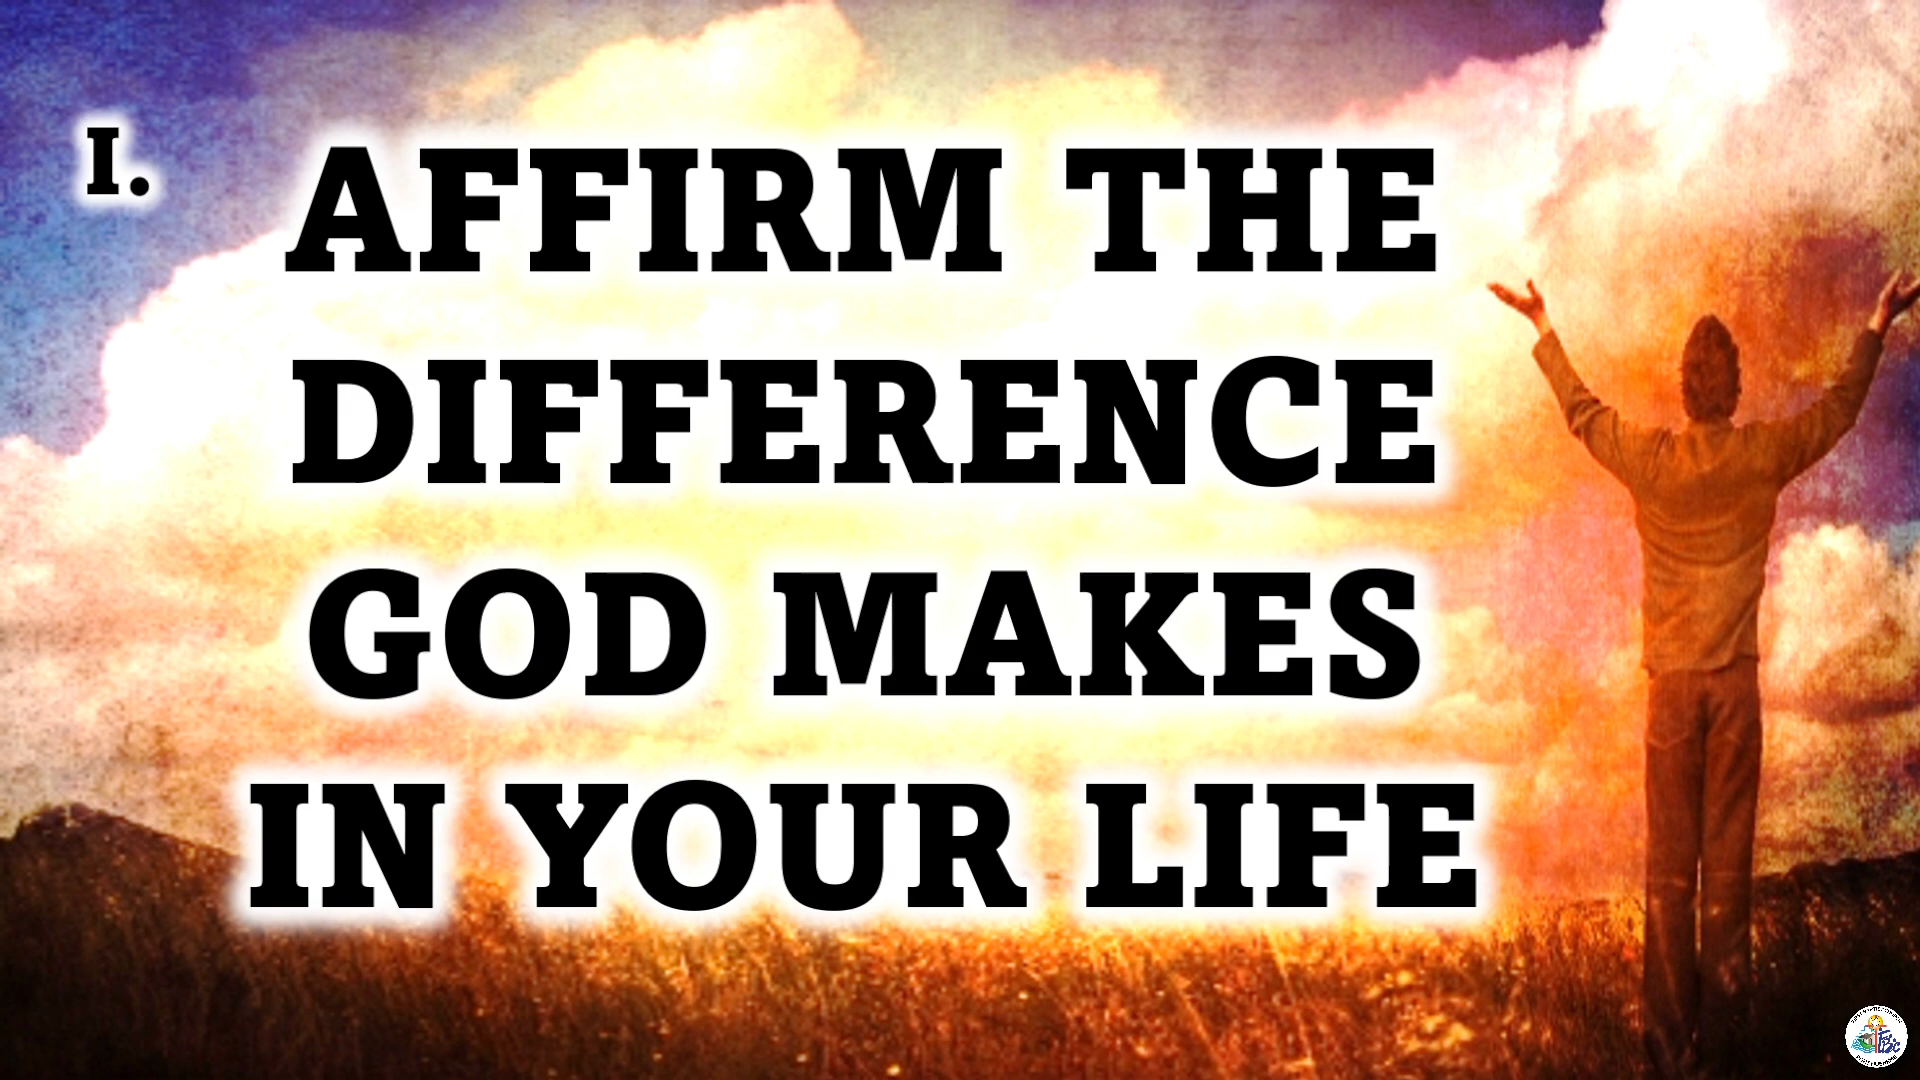 I.
AFFIRM THE
DIFFERENCE
GOD MAKES
IN YOUR LIFE